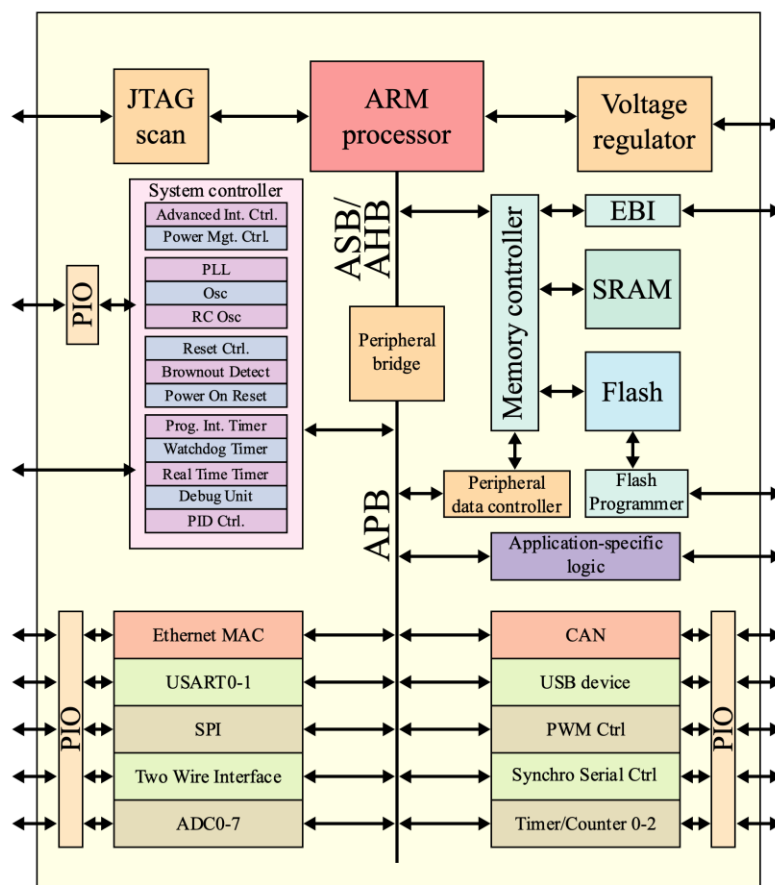 JTAG
scan
ARM
processor
Voltage
regulator
System controller
Advanced Int. Ctrl.
Power Mgt. Ctrl.
PLL
Osc
RC Osc
Reset Ctrl.
Brownout Detect
Power On Reset
Prog. Int. Timer
Watchdog Timer
Real Time Timer
Debug Unit
PID Ctrl.
PIO
ASB/
AHB
Peripheral
bridge
APB
Memory controller
EBI
SRAM
Flash
Flash
Programmer
Peripheral
data controller
Application-specific
logic
PIO
Ethernet MAC
USART0-1
SPI
Two Wire Interface
ADC0-7
CAN
USB device
PWM Ctrl
Synchro Serial Ctrl
Timer/Counter 0-2
PIO